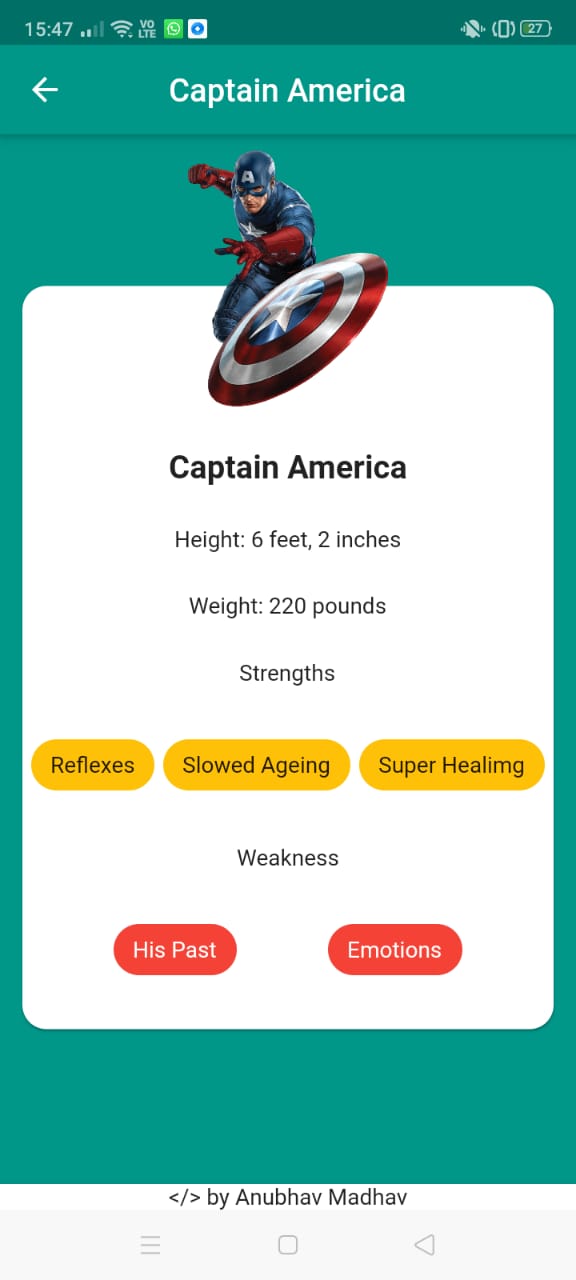 15:47 VO LTE 27
Captain America
A
Captain America
Height: 6 feet, 2 inches
Weight: 220 pounds
Strengths
Reflexes Slowed Ageing Super Healimg
Weakness
His Past Emotions
</> by Anubhav Madhav